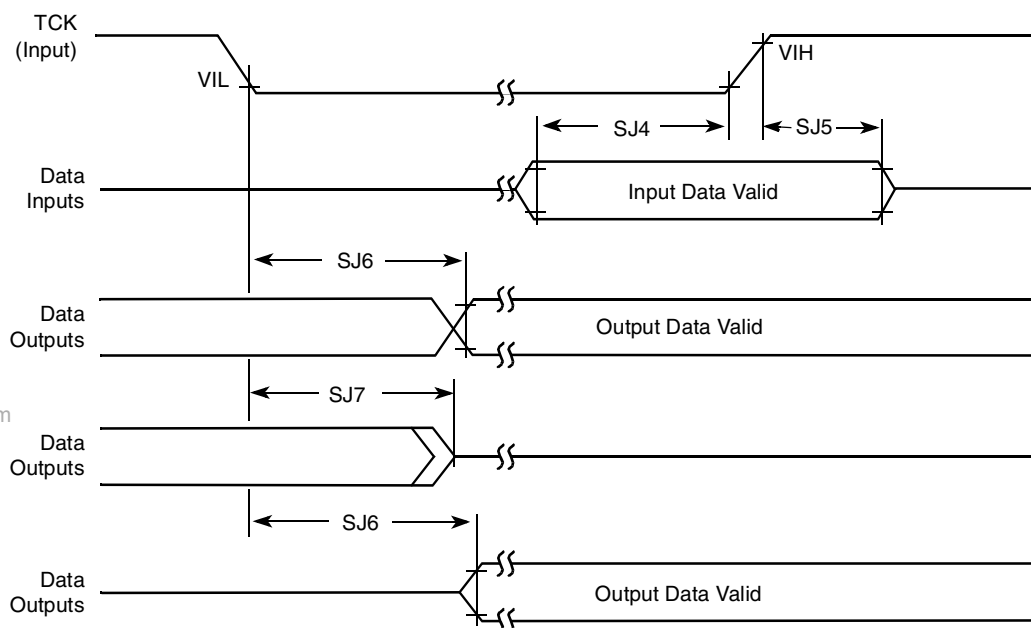 TCK
(Input)
VIL
VIH
SJ4
SJ5
Data
Inputs
Input Data Valid
SJ6
Data
Outputs
Output Data Valid
SJ7
m
Data
Outputs
SJ6
Data
Outputs
Output Data Valid